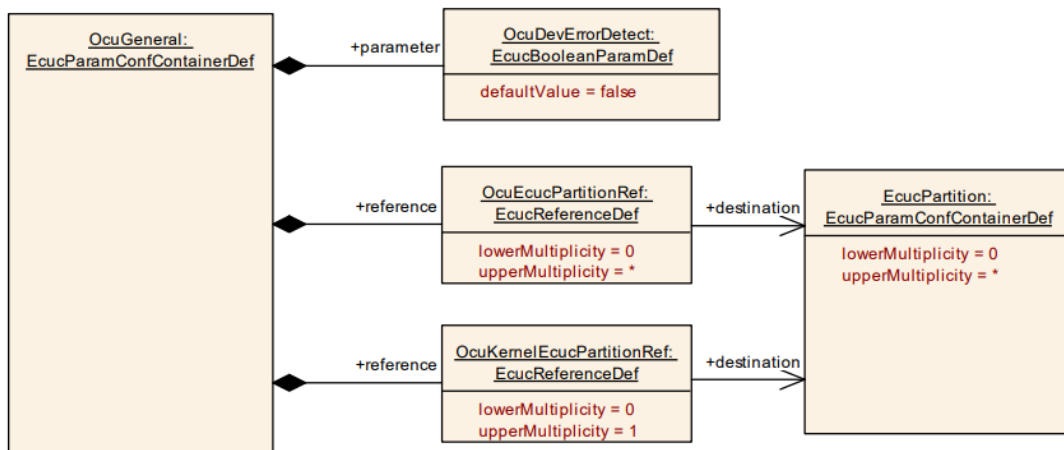 OcuGeneral:
EcucParamConfContainerDef
+parameter
OcuDevErrorDetect:
EcucBooleanParamDef
defaultValue = false
+reference
OcuEcucPartitionRef:
EcucReferenceDef
lowerMultiplicity = 0
upperMultiplicity = *
+destination
EcucPartition:
EcucParamConfContainerDef
lowerMultiplicity = 0
upperMultiplicity = *
+reference
OcuKernelEcucPartitionRef:
EcucReferenceDef
lowerMultiplicity = 0
upperMultiplicity = 1
+destination